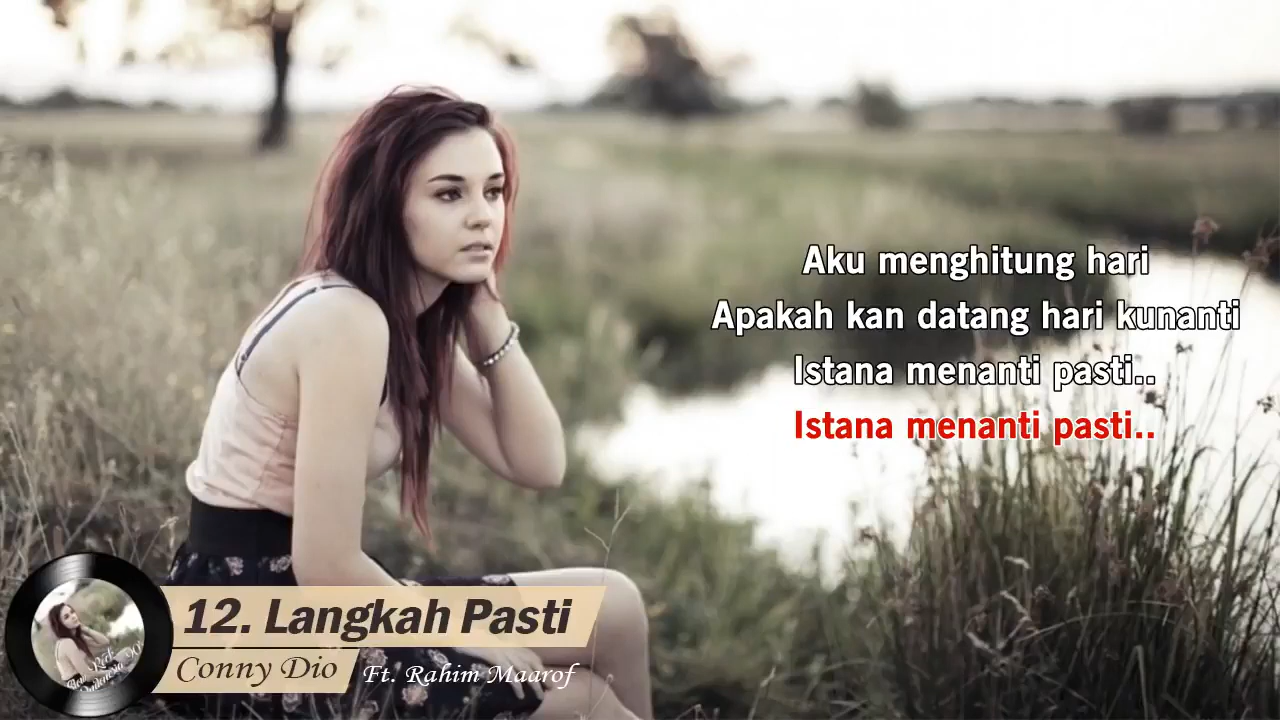 Aku menghitung hari
Apakah kan datang hari kunanti
Istana menanti pasti..
Istana menanti pasti..
12. Langkah Pasti
Conny Dio
Ft. Rahim Maarof